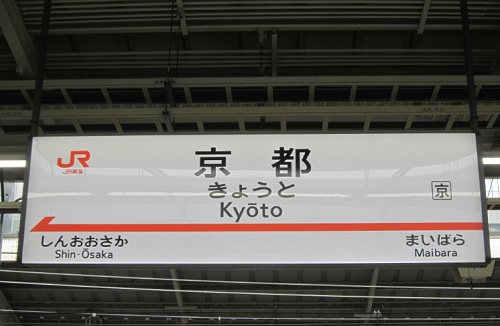 JR
JR東海
京都
きょうと
Kyōto
京
しんおおさか
Shin-Ōsaka
まいばら
Maibara